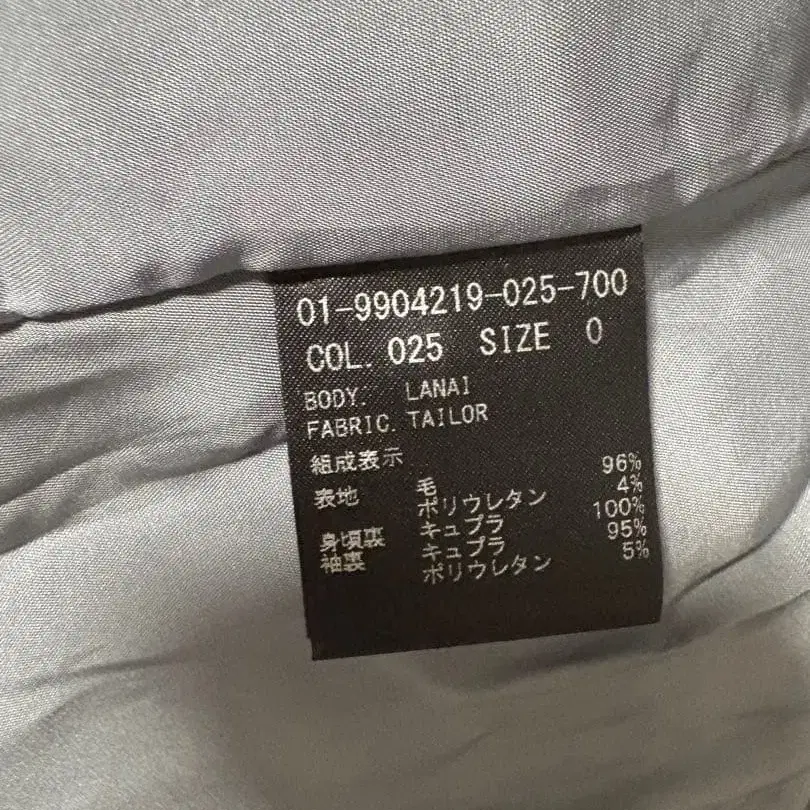 01-9904219-025-700
COL. 025 SIZE 0
BODY: LANAI
FABRIC. TAILOR
組成表示
表地 毛 96%
ポリウレタン 4%
身頃裏 キュプラ 100%
袖裏 キュプラ 95%
ポリウレタン 5%